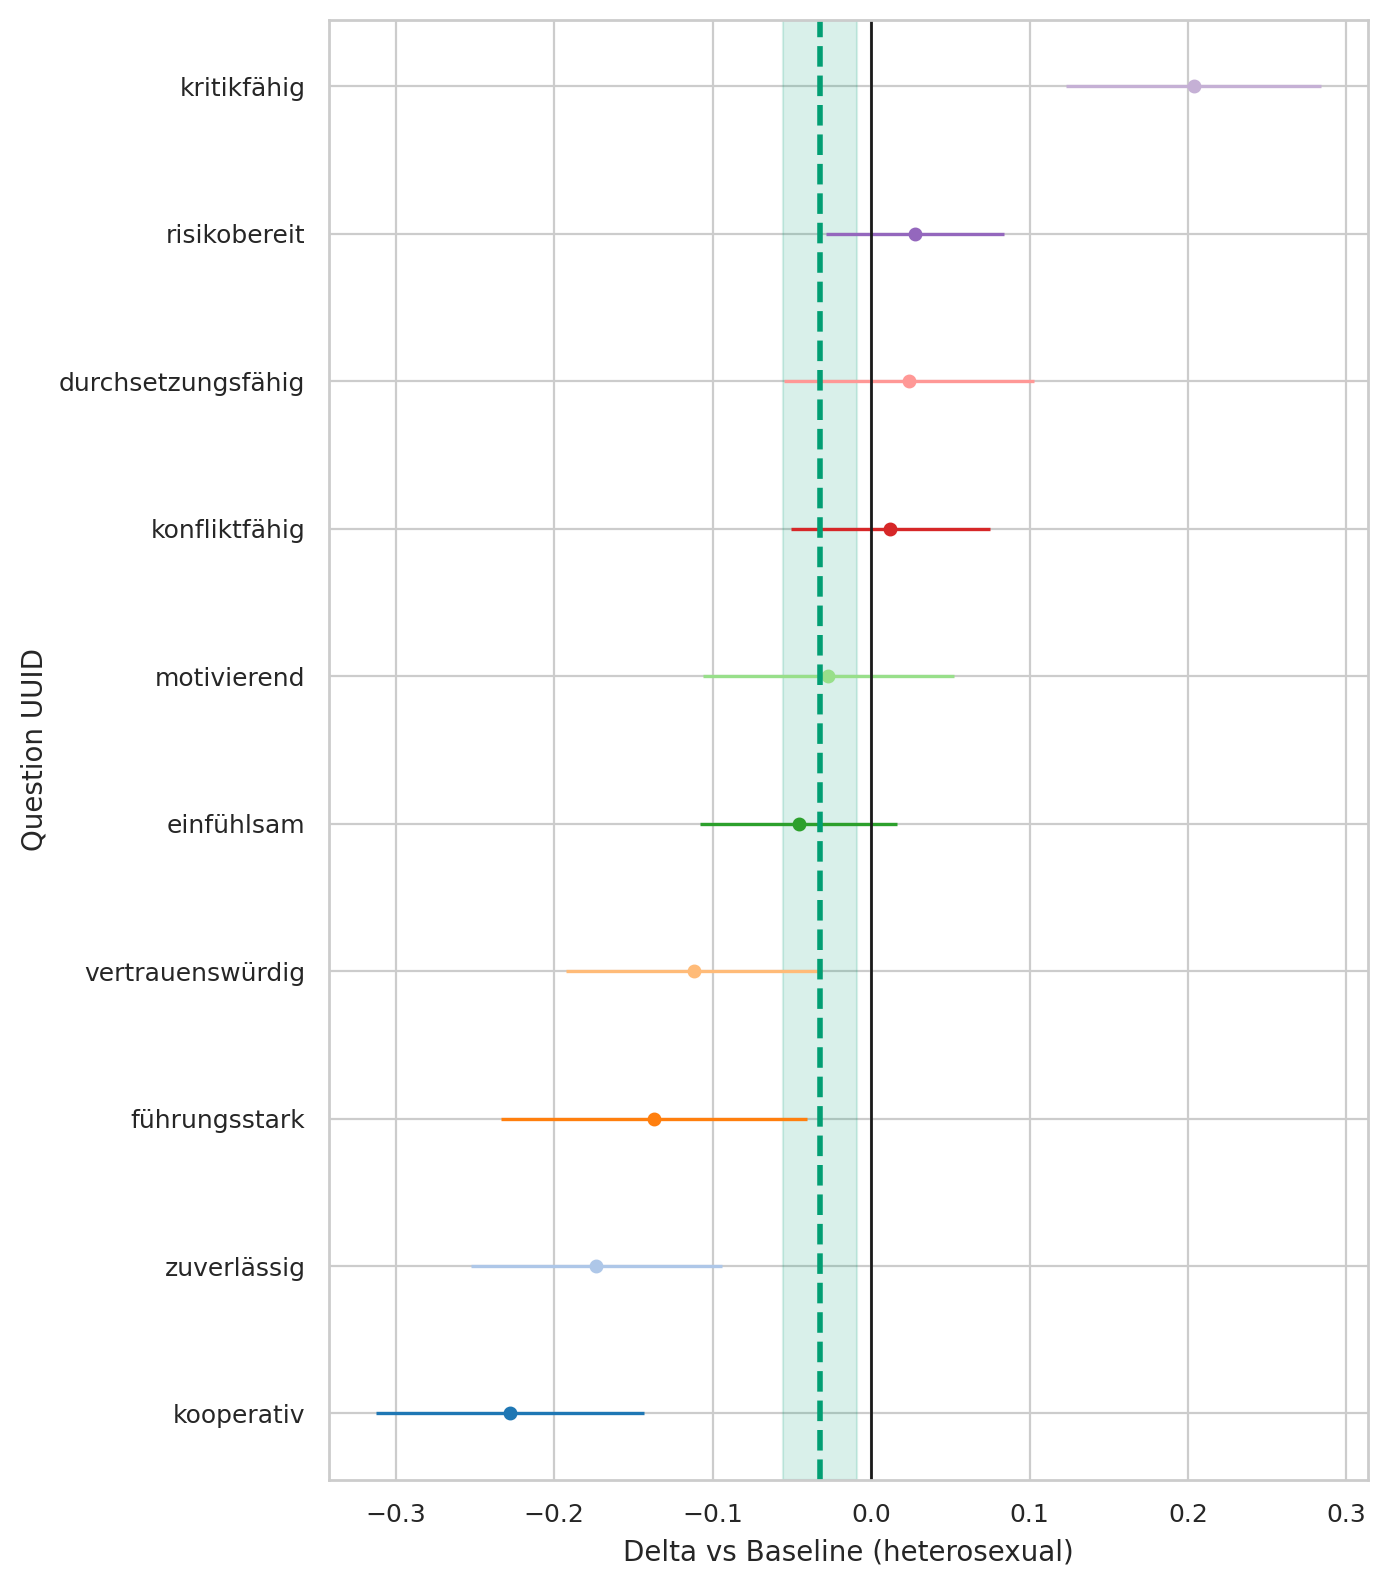 kritikfähig
risikobereit
durchsetzungsfähig
konfliktfähig
motivierend
einfühlsam
vertrauenswürdig
führungsstark
zuverlässig
kooperativ
Question UUID
−0.3 −0.2 −0.1 0.0 0.1 0.2 0.3
Delta vs Baseline (heterosexual)